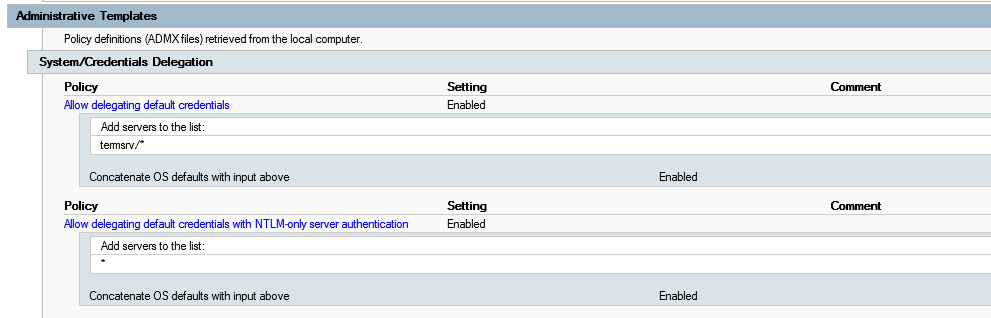 Administrative Templates
Policy definitions (ADMX files) retrieved from the local computer.
System/Credentials Delegation
Policy Setting Comment
Allow delegating default credentials Enabled
Add servers to the list:
termsrv/*
Concatenate OS defaults with input above Enabled
Policy Setting Comment
Allow delegating default credentials with NTLM-only server authentication Enabled
Add servers to the list:
*
Concatenate OS defaults with input above Enabled